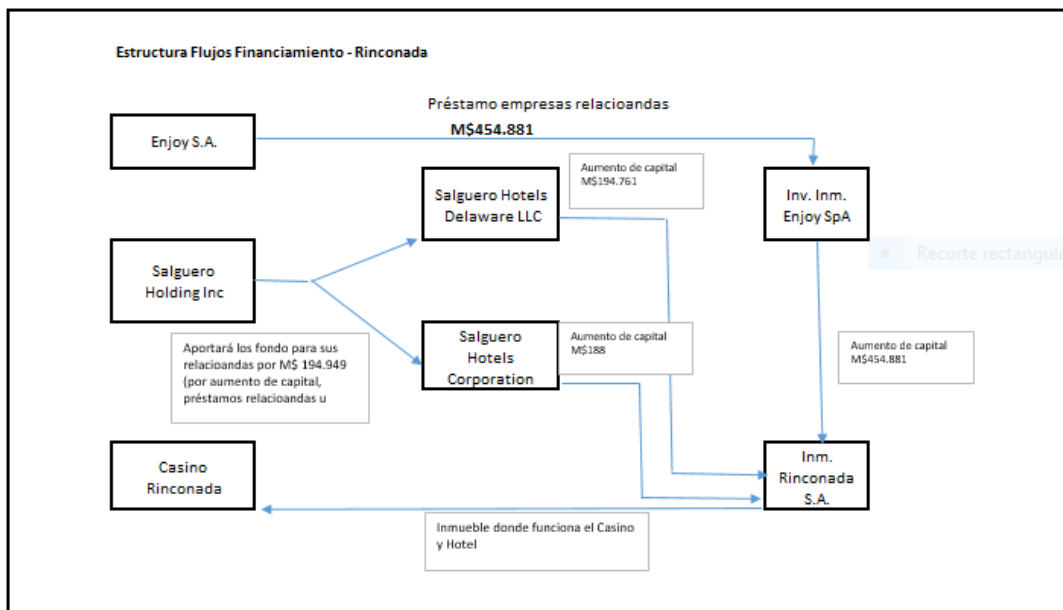 Estructura Flujos Financiamiento - Rinconada
Préstamo empresas relacioandas
M$454.881
Enjoy S.A.
Aumento de capital
M$194.761
Salguero Hotels
Delaware LLC
Inv. Inm.
Enjoy SpA
Salguero
Holding Inc
Recorte rectangula
Aportará los fondo para sus
relacioandas por M$ 194.949
(por aumento de capital,
préstamos relacioandas u
Salguero
Hotels
Corporation
Aumento de capital
M$188
Aumento de capital
M$454.881
Casino
Rinconada
Inm.
Rinconada
S.A.
Inmueble donde funciona el Casino
y Hotel